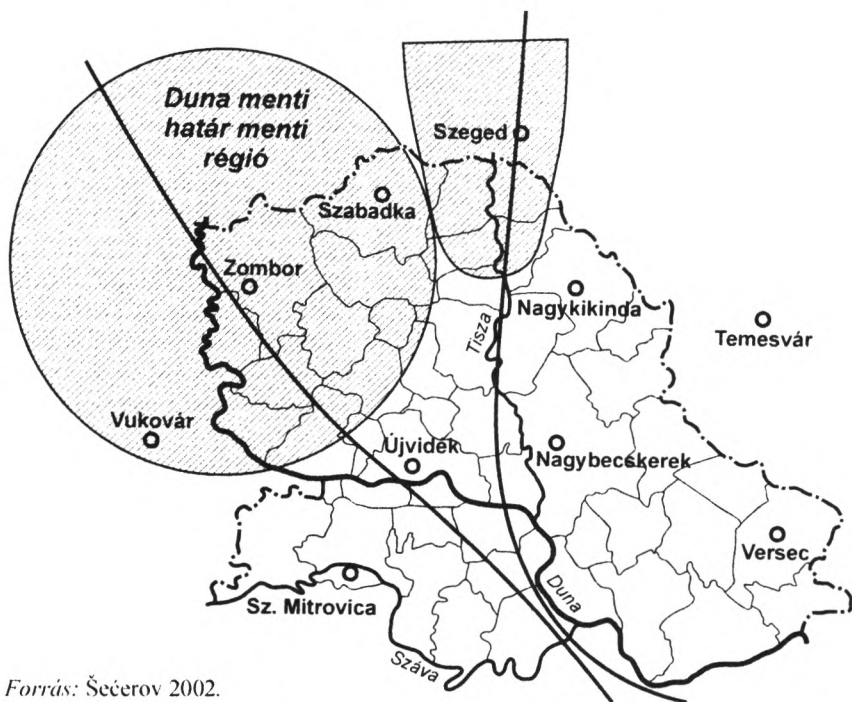 Duna menti
határ menti
régió
Szeged
Szabadka
Zombor
Tisza
Nagykikinda
Temesvár
Vukovár
Újvidék
Nagybecskerek
Versec
Sz. Mitrovica
Duna
Száva
Forrás: Šećerov 2002.